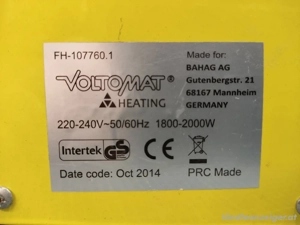 FH-107760.1
Made for:
VOLTOMAT®
HEATING
BAHAG AG
Gutenbergstr. 21
68167 Mannheim
GERMANY
220-240V~50/60Hz 1800-2000W
Intertek GS CE
Date code: Oct 2014 PRC Made